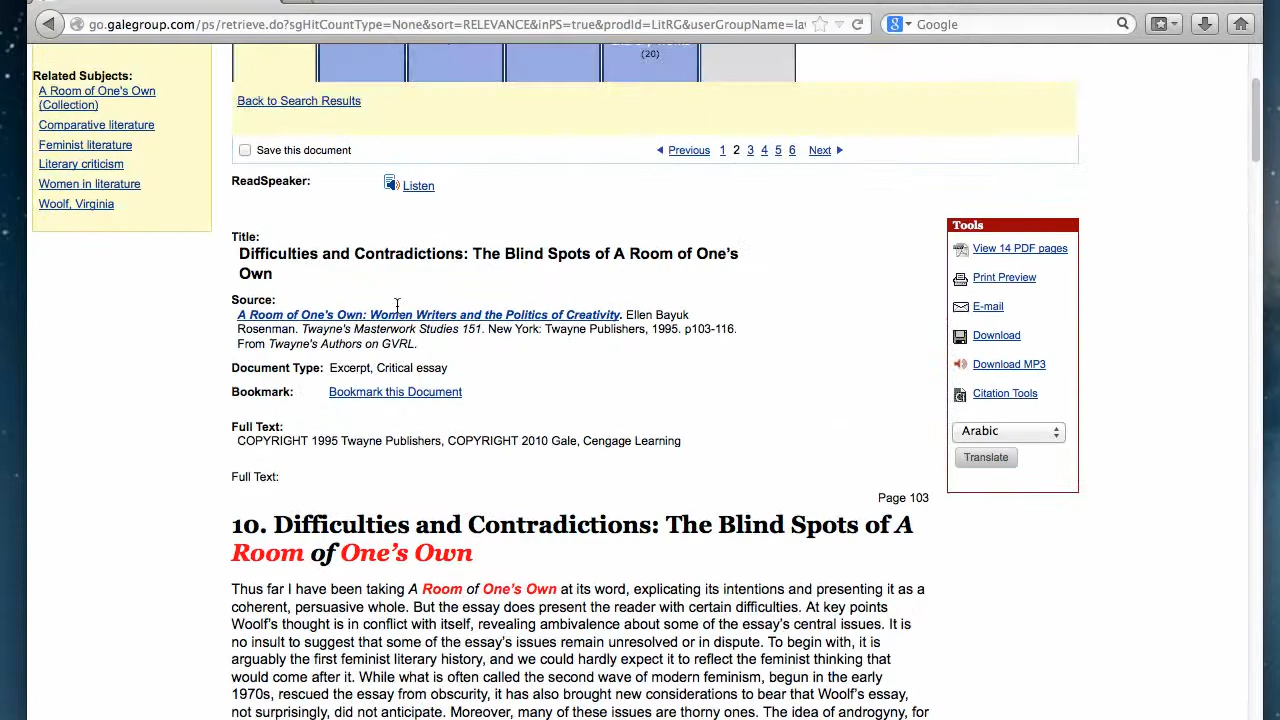 go.galegroup.com/ps/retrieve.do?sgHitCountType=None&sort=RELEVANCE&inPS=true&prodId=LitRG&userGroupName=la
Google
(20)
Related Subjects:
A Room of One's Own
(Collection)
Comparative literature
Feminist literature
Literary criticism
Women in literature
Woolf, Virginia
Back to Search Results
Save this document
Previous 1 2 3 4 5 6 Next
ReadSpeaker: Listen
Title:
Difficulties and Contradictions: The Blind Spots of A Room of One's
Own
Source:
A Room of One's Own: Women Writers and the Politics of Creativity. Ellen Bayuk
Rosenman. Twayne's Masterwork Studies 151. New York: Twayne Publishers, 1995. p103-116.
From Twayne's Authors on GVRL.
Document Type: Excerpt, Critical essay
Bookmark: Bookmark this Document
Full Text:
COPYRIGHT 1995 Twayne Publishers, COPYRIGHT 2010 Gale, Cengage Learning
Full Text:
Tools
View 14 PDF pages
Print Preview
E-mail
Download
Download MP3
Citation Tools
Arabic
Translate
Page 103
10. Difficulties and Contradictions: The Blind Spots of A
Room of One's Own
Thus far I have been taking A Room of One's Own at its word, explicating its intentions and presenting it as a
coherent, persuasive whole. But the essay does present the reader with certain difficulties. At key points
Woolf's thought is in conflict with itself, revealing ambivalence about some of the essay's central issues. It is
no insult to suggest that some of the essay's issues remain unresolved or in dispute. To begin with, it is
arguably the first feminist literary history, and we could hardly expect it to reflect the feminist thinking that
would come after it. While what is often called the second wave of modern feminism, begun in the early
1970s, rescued the essay from obscurity, it has also brought new considerations to bear that Woolf's essay,
not surprisingly, did not anticipate. Moreover, many of these issues are thorny ones. The idea of androgyny, for